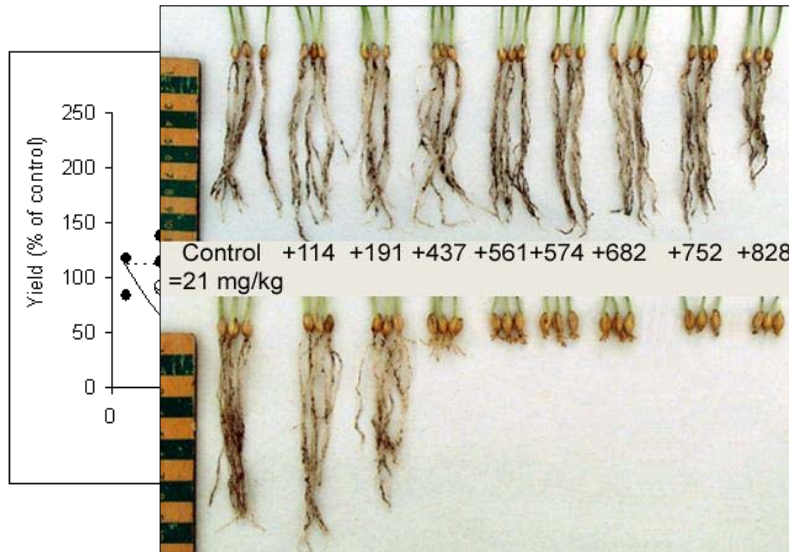 250
200
150
100
50
0
0
Yield (% of control)
Control +114 +191 +437 +561+574 +682 +752 +828
=21 mg/kg